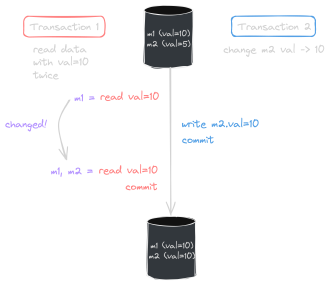 Transaction 1
read data
with val=10
twice
m1 (val=10)
m2 (val=5)
Transaction 2
change m2 val -> 10
m1 = read val=10
changed!
write m2.val=10
commit
m1, m2 = read val=10
commit
m1 (val=10)
m2 (val=10)